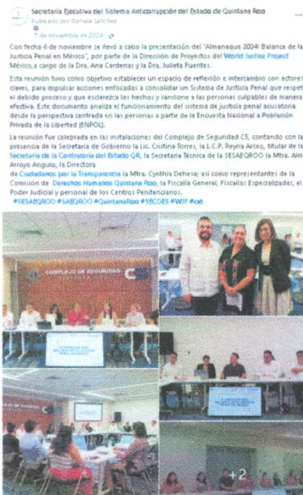 Secretaría Ejecutiva del Sistema Anticorrupción del Estado de Quintana Roo
Publicado por Daniela Sánchez
7 de noviembre de 2024
Con fecha 6 de noviembre se llevó a cabo la presentación del "Almanaque 2024: Balance de la
Justicia Penal en México", por parte de la Dirección de Proyectos del World Justice Project
México, a cargo de la Dra. Ana Cárdenas y la Dra. Julieta Fuentes.
Esta reunión tuvo como objetivo establecer un espacio de reflexión e intercambio con actores
claves, para impulsar acciones enfocadas a consolidar un Sistema de Justicia Penal que respete
el debido proceso y que esclarezca los hechos y sancione a las personas culpables de manera
efectiva. Este documento analiza el funcionamiento del sistema de justicia penal acusatorio
desde la perspectiva centrada en las personas a partir de la Encuesta Nacional a Población
Privada de la Libertad (ENPOL).
La reunión fue celebrada en las instalaciones del Complejo de Seguridad C5, contando con la
presencia de la Secretaría de Gobierno la Lic. Cristina Torres, la L.C.P. Reyna Arceo, titular de la
Secretaría de la Contraloría del Estado QR, la Secretaria Técnica de la SESAEQROO la Mtra.
Arroyo Angulo, la Directora
de Ciudadanos por la Transparencia la Mtra. Cynthia Dehesa; así como representantes de la
Comisión de Derechos Humanos Quintana Roo, la Fiscalía General, Fiscalías Especializadas, el
Poder Judicial y personal de los Centros Penitenciarios.
#SESAEQROO #SAEQROO #QuintanaRoo #SECOES #WJP
COMPLEJO DE SEGURIDAD
+2